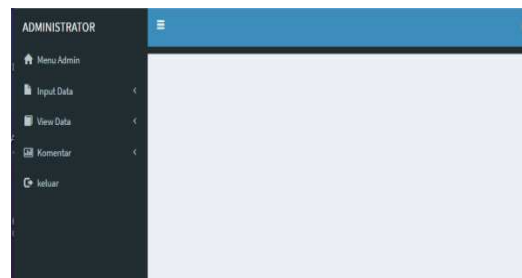 ADMINISTRATOR
Menu Admin
Input Data
View Data
Komentar
keluar